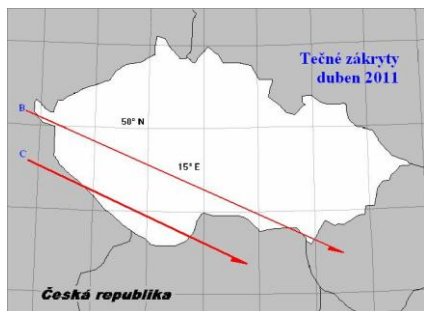 Tečné zákryty
duben 2011
B
50° N
C
15° E
Česká republika